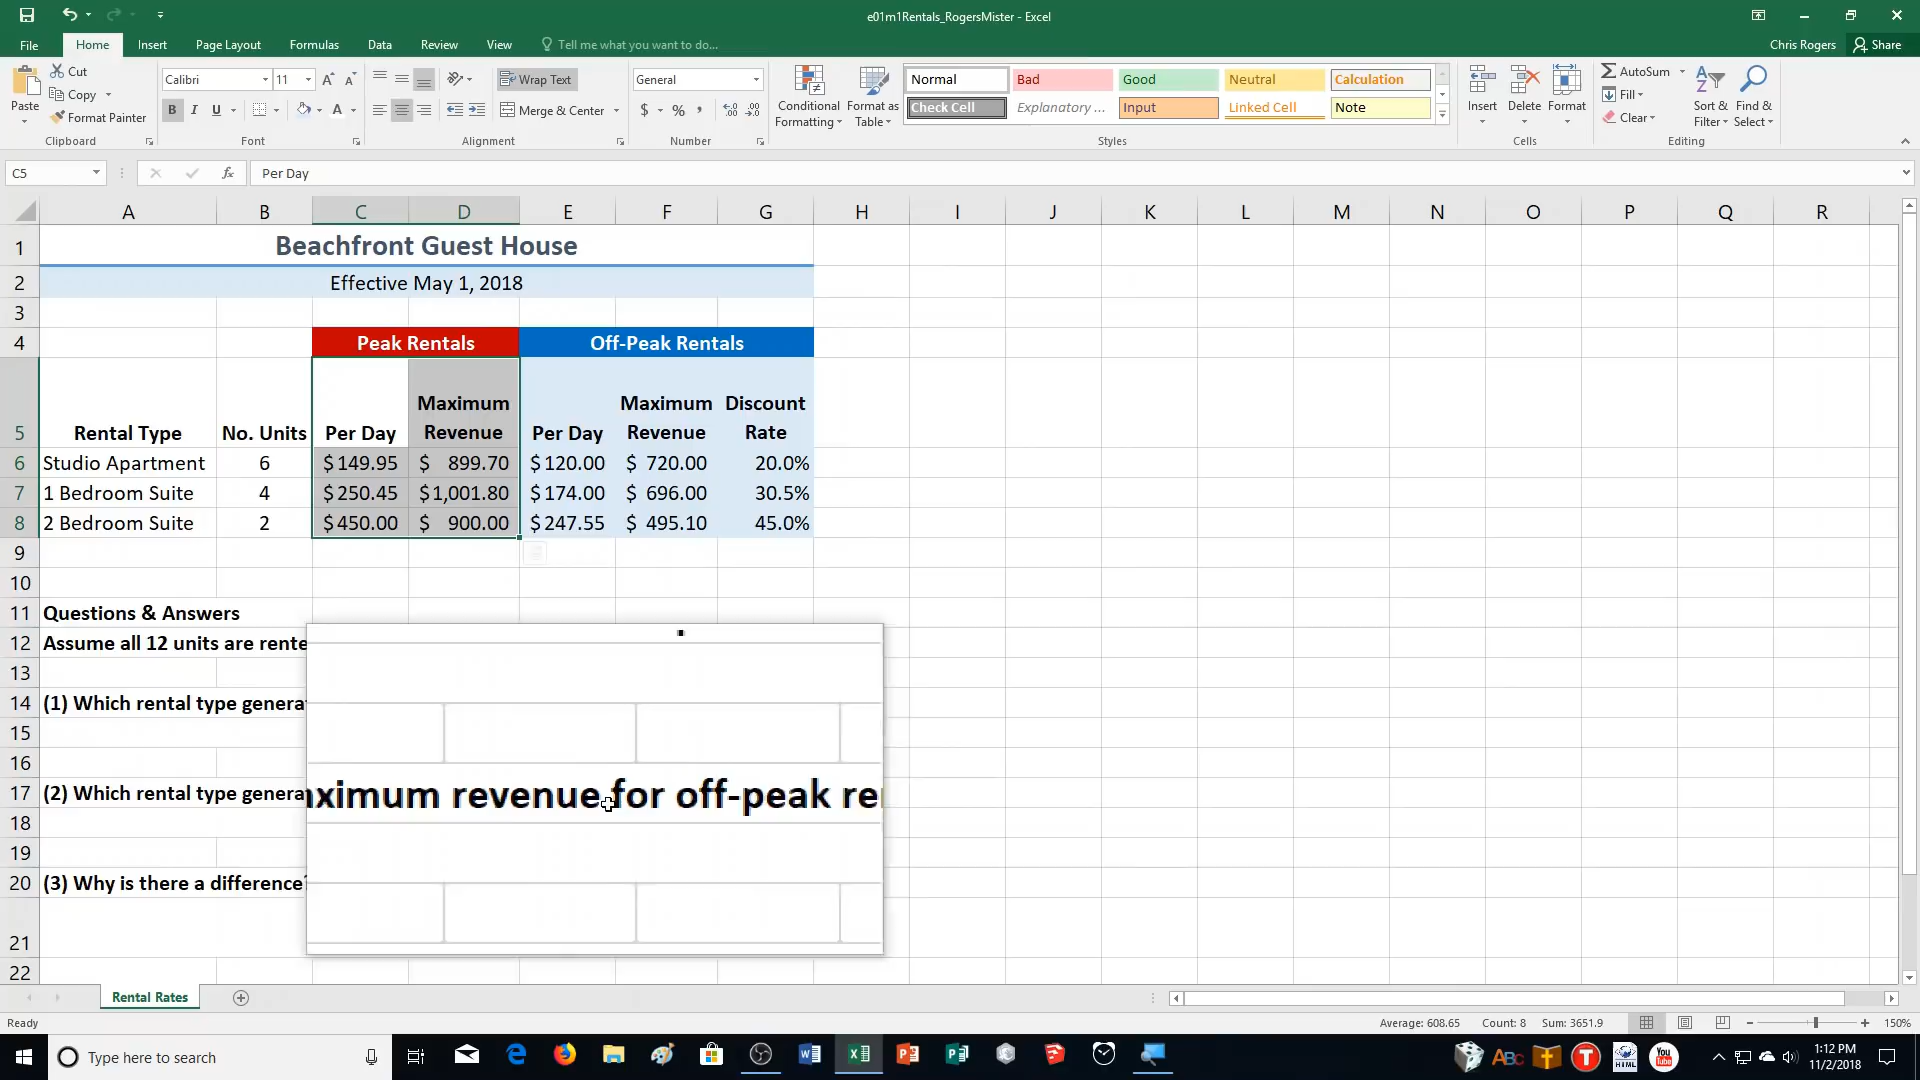 e01m1Rentals_RogersMister - Excel
File Home Insert Page Layout Formulas Data Review View Tell me what you want to do... Chris Rogers Share
Cut
Copy
Format Painter
Paste
Clipboard
Calibri 11
B I U
Font
Wrap Text
Merge & Center
Alignment
General
$ % ,
Number
Conditional Formatting
Format as Table
Normal Bad Good Neutral Calculation
Check Cell Explanatory ... Input Linked Cell Note
Styles
Insert Delete Format
Cells
AutoSum
Fill
Clear
Sort & Filter
Find & Select
Editing
C5 fx Per Day
A B C D E F G H I J K L M N O P Q R
1 Beachfront Guest House
2 Effective May 1, 2018
3
4 Peak Rentals Off-Peak Rentals
5 Rental Type No. Units Per Day Maximum Revenue Per Day Maximum Revenue Discount Rate
6 Studio Apartment 6 $149.95 $ 899.70 $120.00 $ 720.00 20.0%
7 1 Bedroom Suite 4 $250.45 $1,001.80 $174.00 $ 696.00 30.5%
8 2 Bedroom Suite 2 $450.00 $ 900.00 $247.55 $ 495.10 45.0%
9
10
11 Questions & Answers
12 Assume all 12 units are rente
13
14 (1) Which rental type genera
15
16
17 (2) Which rental type genera
ximum revenue for off-peak re
18
19
20 (3) Why is there a difference?
21
22
Rental Rates
Ready Average: 608.65 Count: 8 Sum: 3651.9 150%
Type here to search
1:12 PM
11/2/2018